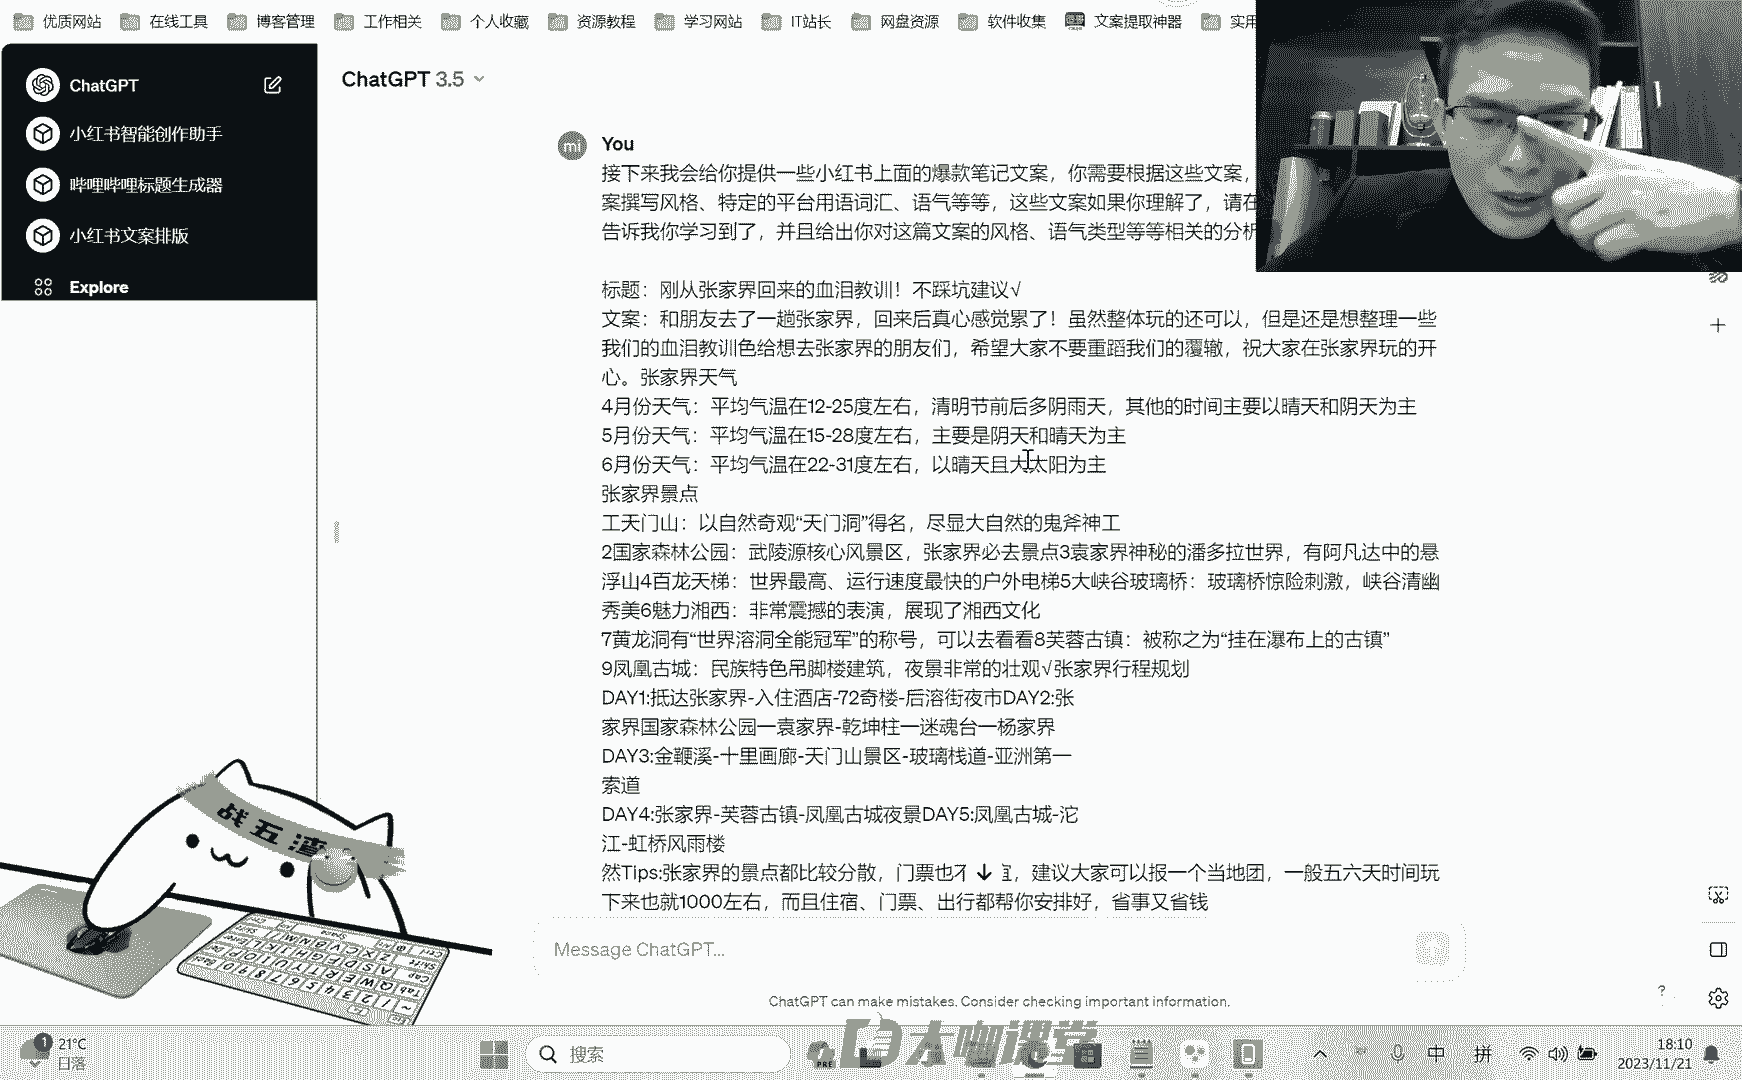 优质网站
在线工具
博客管理
工作相关
个人收藏
资源教程
学习网站
IT站长
网盘资源
软件收集
文案提取神器
实用
ChatGPT
小红书智能创作助手
哔哩哔哩标题生成器
小红书文案排版
Explore
ChatGPT 3.5
mi
You
接下来我会给你提供一些小红书上面的爆款笔记文案，你需要根据这些文案，
案撰写风格、特定的平台用语词汇、语气等等，这些文案如果你理解了，请在
告诉我你学习到了，并且给出你对这篇文案的风格、语气类型等等相关的分析
标题：刚从张家界回来的血泪教训！不踩坑建议√
文案：和朋友去了一趟张家界，回来后真心感觉累了！虽然整体玩的还可以，但是还是想整理一些
我们的血泪教训色给想去张家界的朋友们，希望大家不要重蹈我们的覆辙，祝大家在张家界玩的开
心。张家界天气
4月份天气：平均气温在12-25度左右，清明节前后多阴雨天，其他的时间主要以晴天和阴天为主
5月份天气：平均气温在15-28度左右，主要是阴天和晴天为主
6月份天气：平均气温在22-31度左右，以晴天且大太阳为主
张家界景点
工天门山：以自然奇观“天门洞”得名，尽显大自然的鬼斧神工
2国家森林公园：武陵源核心风景区，张家界必去景点3袁家界神秘的潘多拉世界，有阿凡达中的悬
浮山4百龙天梯：世界最高、运行速度最快的户外电梯5大峡谷玻璃桥：玻璃桥惊险刺激，峡谷清幽
秀美6魅力湘西：非常震撼的表演，展现了湘西文化
7黄龙洞有“世界溶洞全能冠军”的称号，可以去看看8芙蓉古镇：被称之为“挂在瀑布上的古镇”
9凤凰古城：民族特色吊脚楼建筑，夜景非常的壮观√张家界行程规划
DAY1:抵达张家界-入住酒店-72奇楼-后溶街夜市DAY2:张
家界国家森林公园一袁家界-乾坤柱一迷魂台一杨家界
DAY3:金鞭溪-十里画廊-天门山景区-玻璃栈道-亚洲第一
索道
DAY4:张家界-芙蓉古镇-凤凰古城夜景DAY5:凤凰古城-沱
江-虹桥风雨楼
然Tips:张家界的景点都比较分散，门票也不 ，建议大家可以报一个当地团，一般五六天时间玩
下来也就1000左右，而且住宿、门票、出行都帮你安排好，省事又省钱
Message ChatGPT...
ChatGPT can make mistakes. Consider checking important information.
?
战五渣
大咖课堂
1
21°C
日落
搜索
PRE
中
拼
18:10
2023/11/21